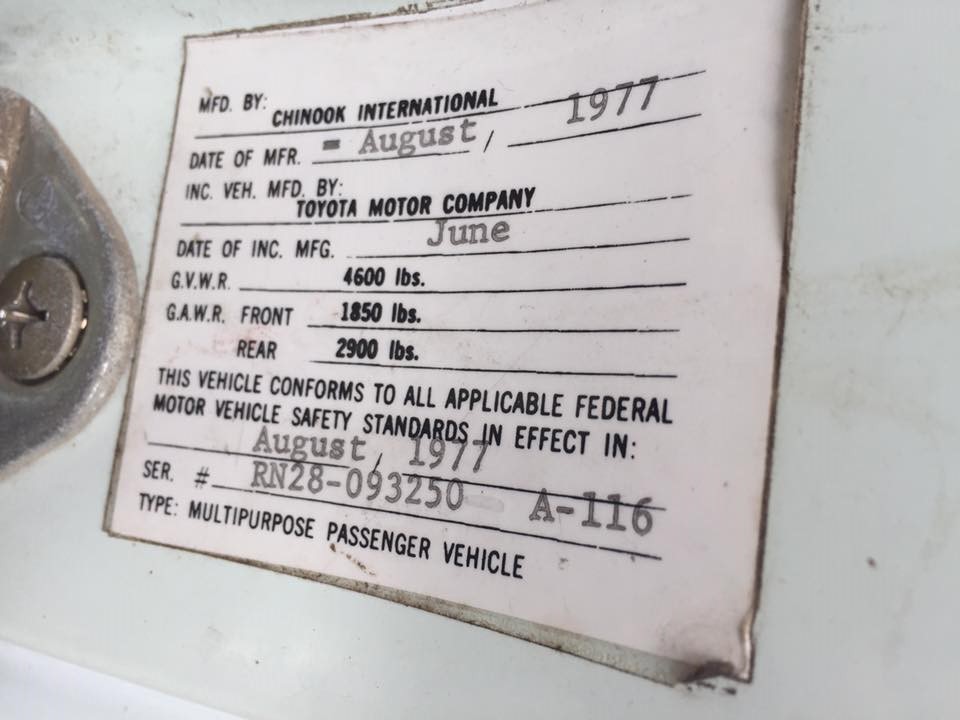 MFD. BY: CHINOOK INTERNATIONAL
DATE OF MFR. - August / 1977
INC. VEH. MFD. BY:
TOYOTA MOTOR COMPANY
DATE OF INC. MFG. June
G.V.W.R. 4600 lbs.
G.A.W.R. FRONT 1850 lbs.
REAR 2900 lbs.
THIS VEHICLE CONFORMS TO ALL APPLICABLE FEDERAL
MOTOR VEHICLE SAFETY STANDARDS IN EFFECT IN:
August, 1977
SER. # RN28-093250 A-116
TYPE: MULTIPURPOSE PASSENGER VEHICLE